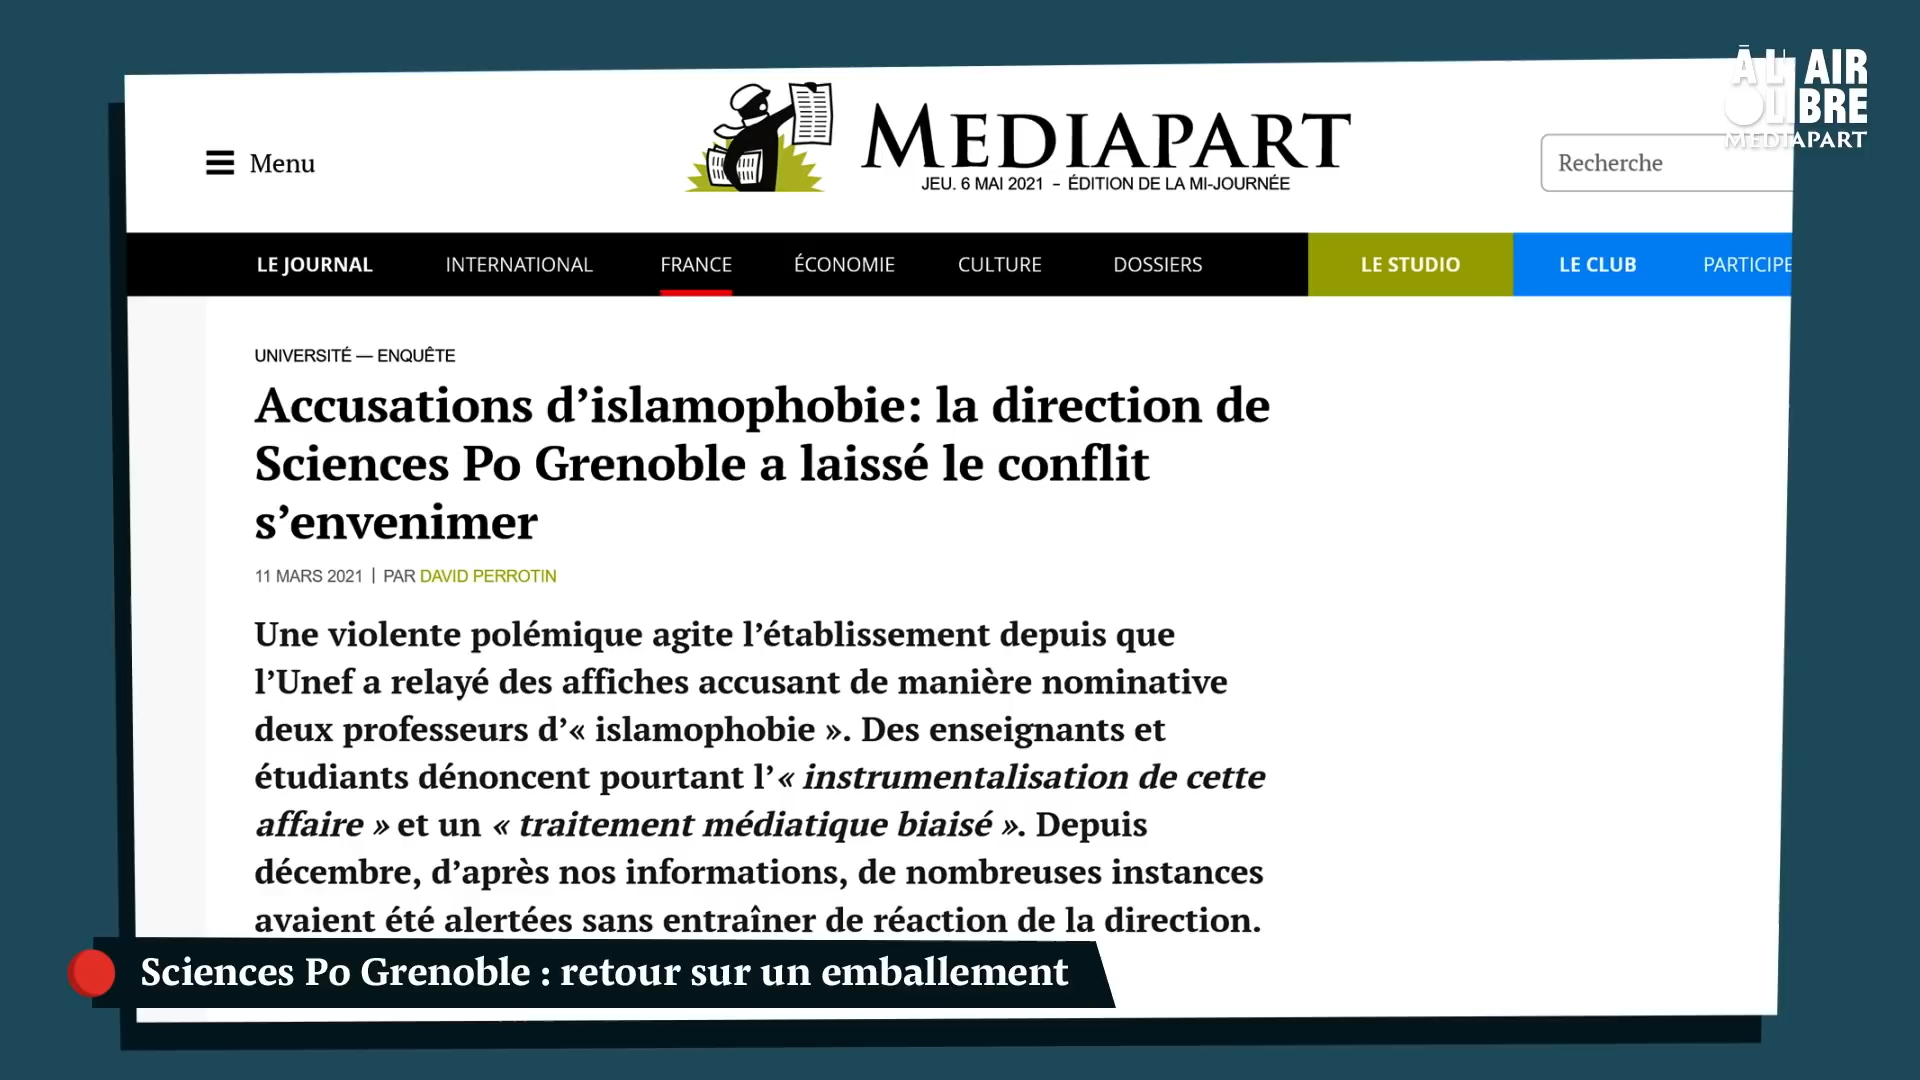 À L' AIR
LIBRE
MEDIAPART
Menu
MEDIAPART
JEU. 6 MAI 2021 – ÉDITION DE LA MI-JOURNÉE
Recherche
LE JOURNAL INTERNATIONAL FRANCE ÉCONOMIE CULTURE DOSSIERS LE STUDIO LE CLUB PARTICIPE
UNIVERSITÉ — ENQUÊTE
Accusations d’islamophobie: la direction de
Sciences Po Grenoble a laissé le conflit
s’envenimer
11 MARS 2021 | PAR DAVID PERROTIN
Une violente polémique agite l’établissement depuis que
l’Unef a relayé des affiches accusant de manière nominative
deux professeurs d’« islamophobie ». Des enseignants et
étudiants dénoncent pourtant l’« instrumentalisation de cette
affaire » et un « traitement médiatique biaisé ». Depuis
décembre, d’après nos informations, de nombreuses instances
avaient été alertées sans entraîner de réaction de la direction.
Sciences Po Grenoble : retour sur un emballement